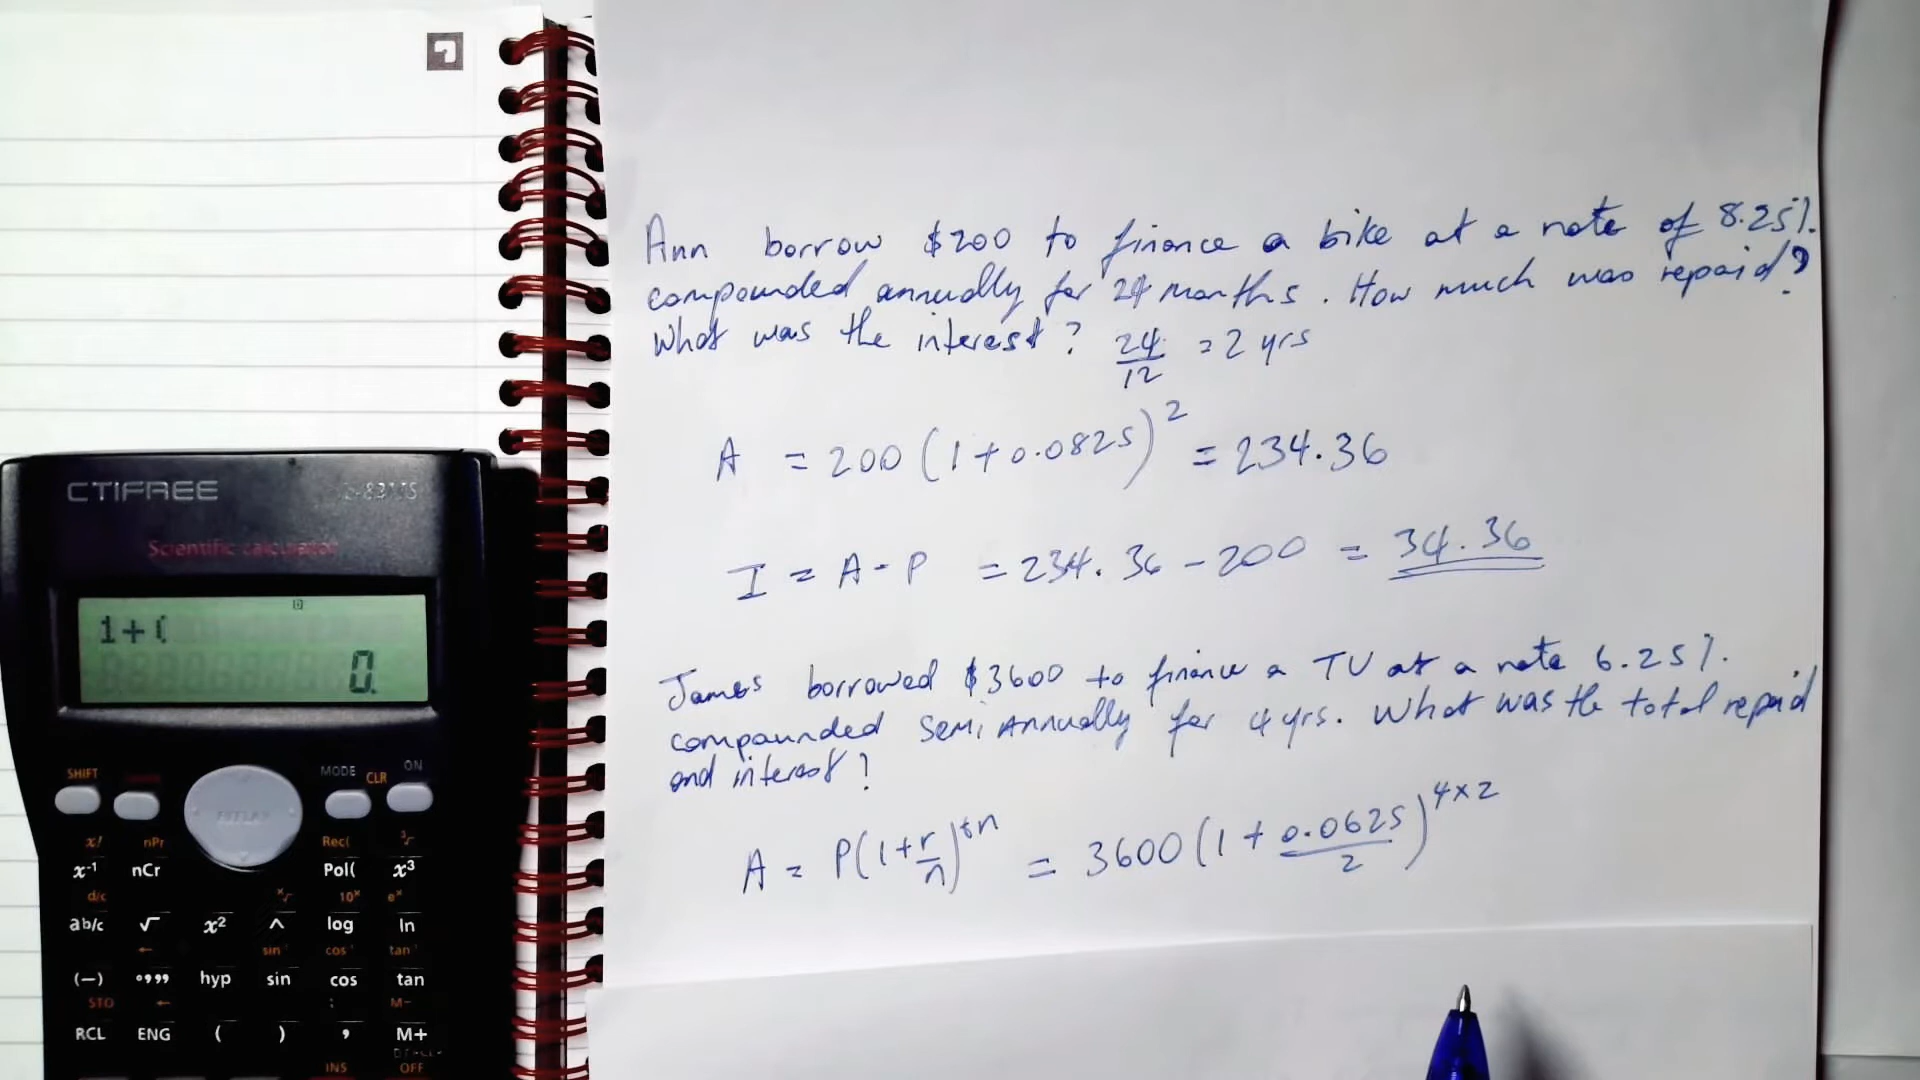 Ann borrow $200 to finance a bike at a rate of 8.25%
compounded annually for 24 months. How much was repaid?
What was the interest? 24/12 = 2 yrs
A = 200 (1+0.0825)^2 = 234.36
I = A - P = 234.36 - 200 = 34.36
James borrowed $3600 to finance a TV at a rate 6.25%.
compounded semi Annually for 4 yrs. What was the total repaid
and interest?
A = P(1+r/n)^tn = 3600 (1 + 0.0625/2)^4×2
CTIFREE
Scientific calculator
1+(
0.
SHIFT MODE CLR ON
REPLAY
x! nPr Rec( ³√
x⁻¹ nCr Pol( x³
d/c ˣ√ 10ˣ eˣ
ab/c √ x² ^ log ln
← sin⁻¹ cos⁻¹ tan⁻¹
(−) °,,, hyp sin cos tan
STO ← ; M−
RCL ENG ( ) , M+
INS OFF